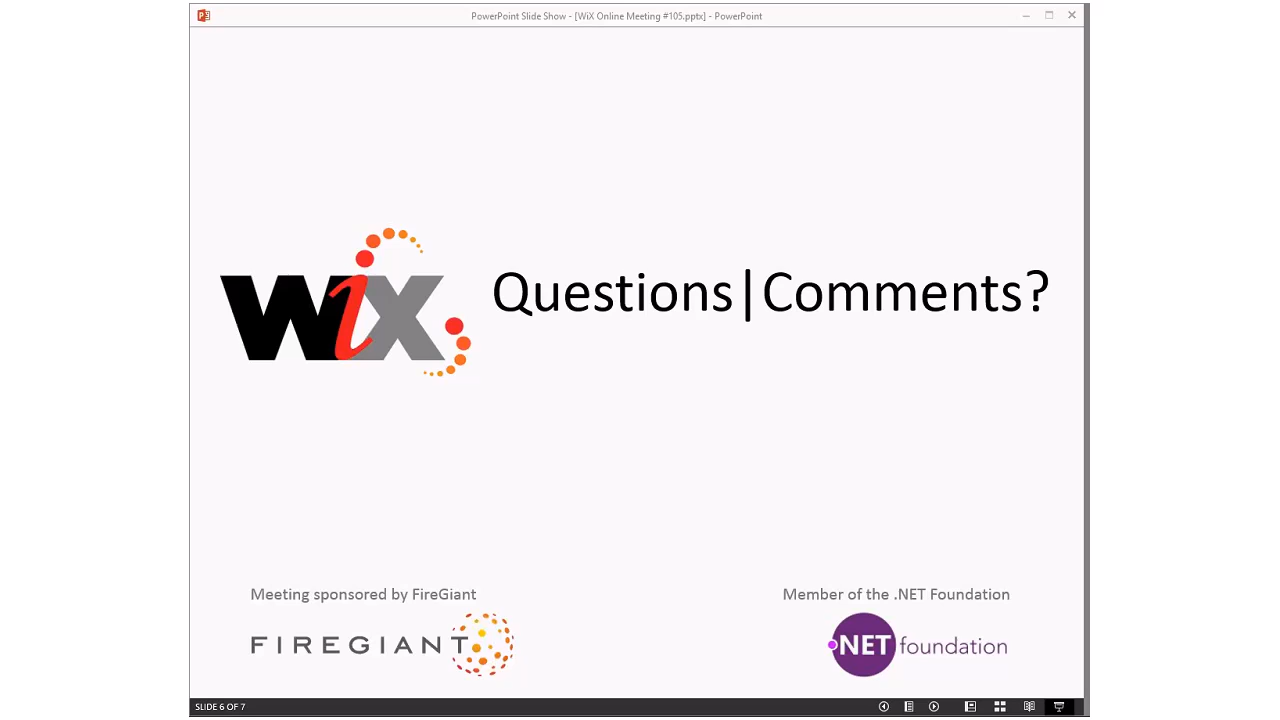 PowerPoint Slide Show - [WiX Online Meeting #105.pptx] - PowerPoint
WiX
Questions|Comments?
Meeting sponsored by FireGiant
Member of the .NET Foundation
FIREGIANT
.NET foundation
SLIDE 6 OF 7